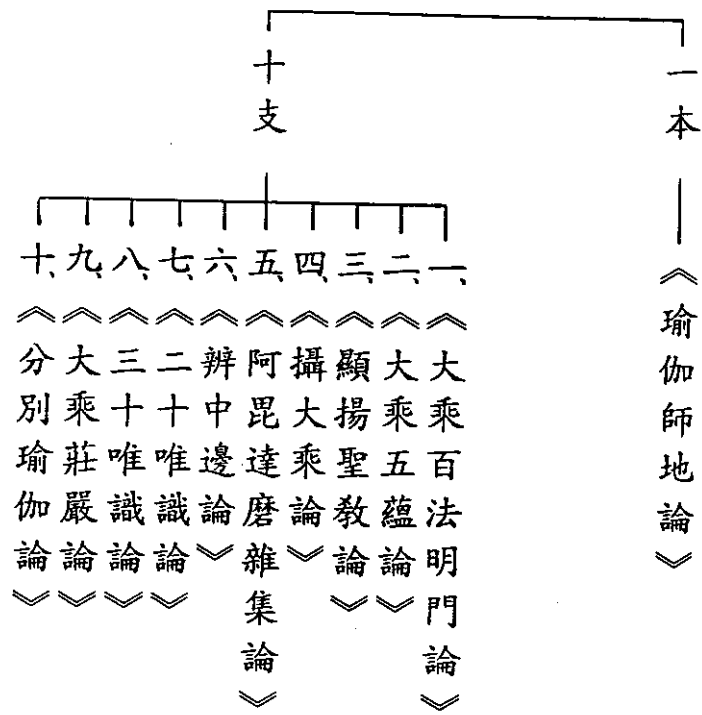 一本
《瑜伽師地論》
十支
一、《大乘百法明門論》
二、《大乘五蘊論》
三、《顯揚聖教論》
四、《攝大乘論》
五、《阿毘達磨雜集論》
六、《辨中邊論》
七、《二十唯識論》
八、《三十唯識論》
九、《大乘莊嚴論》
十、《分別瑜伽論》